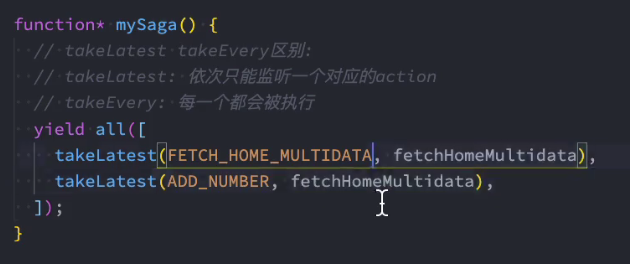 function* mySaga() {
// takeLatest takeEvery区别:
// takeLatest: 依次只能监听一个对应的action
// takeEvery: 每一个都会被执行
yield all([
takeLatest(FETCH_HOME_MULTIDATA, fetchHomeMultidata),
takeLatest(ADD_NUMBER, fetchHomeMultidata),
]);
}